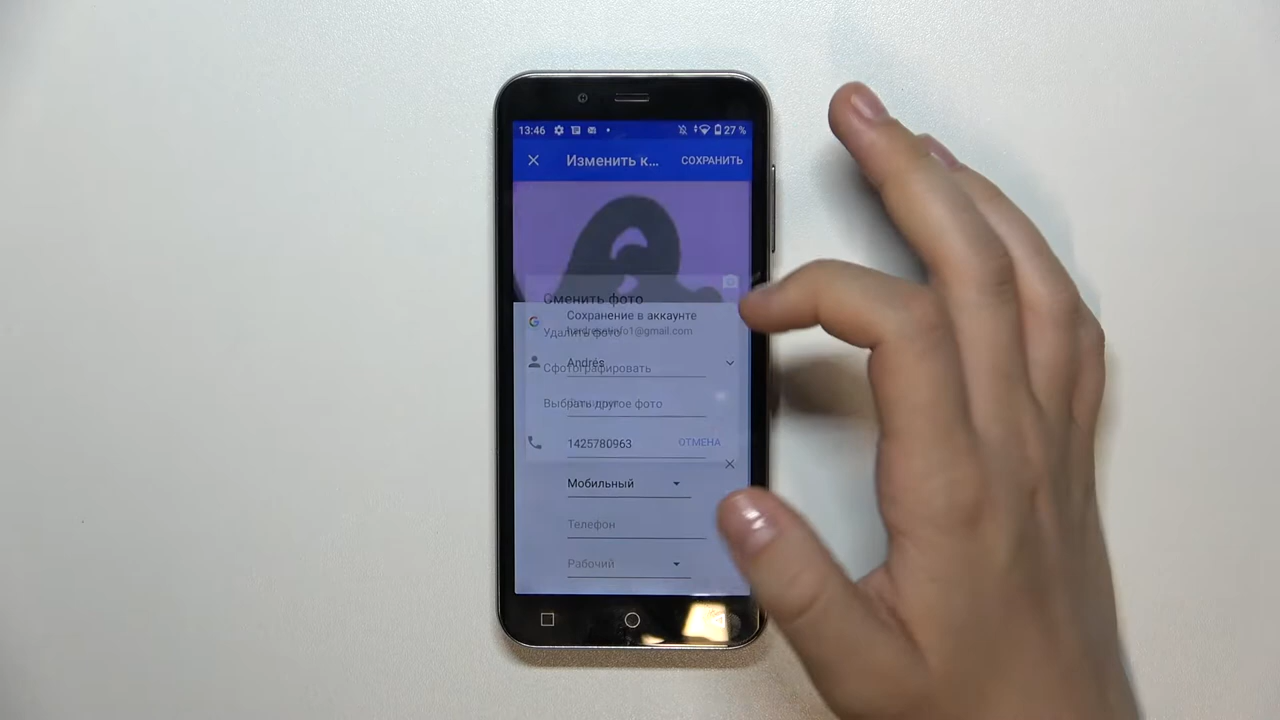 13:46
27 %
Изменить к...
СОХРАНИТЬ
Сменить фото
Сохранение в аккаунте
Удалить фото
Andrés
Сфотографировать
Выбрать другое фото
1425780963
ОТМЕНА
Мобильный
Телефон
Рабочий